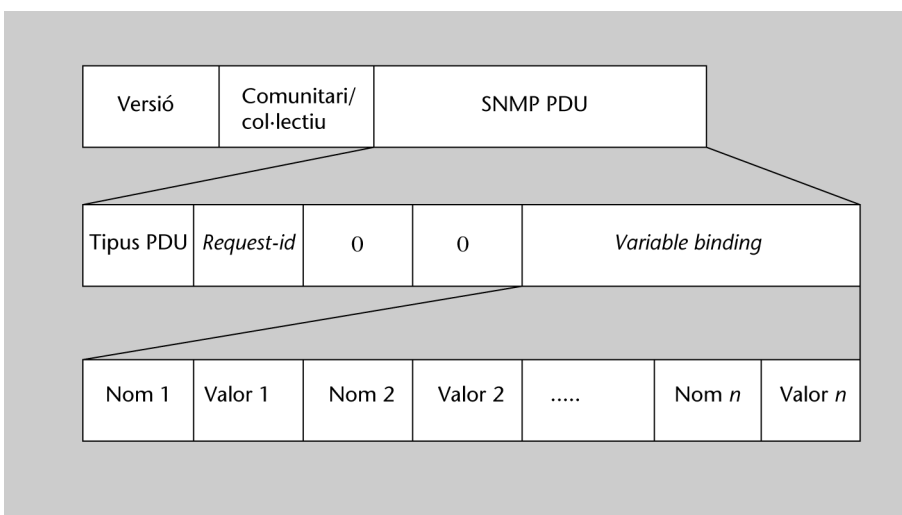 Versió
Comunitari/
col·lectiu
SNMP PDU
Tipus PDU
Request-id
0
0
Variable binding
Nom 1
Valor 1
Nom 2
Valor 2
.....
Nom n
Valor n